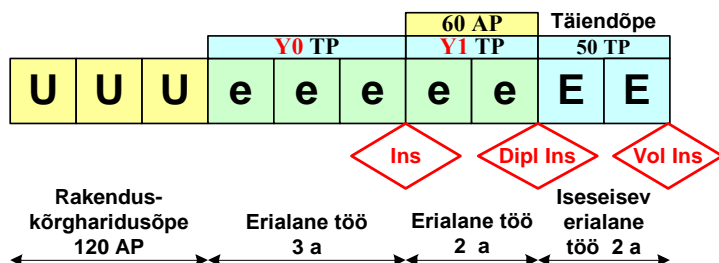 60 AP
Täiendõpe
Y0 TP
Y1 TP
50 TP
U U U e e e e e E E
Ins
Dipl Ins
Vol Ins
Rakendus-
kõrgharidusõpe
120 AP
Erialane töö
3 a
Erialane töö
2 a
Iseseisev
erialane
töö 2 a